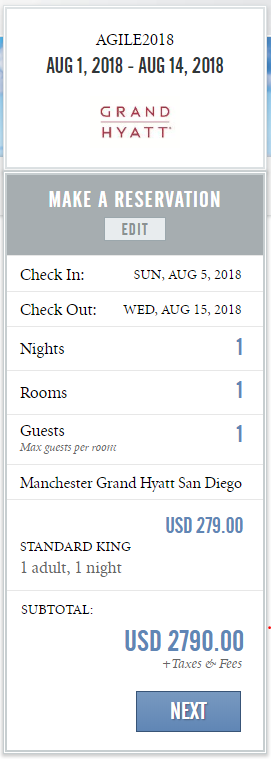 AGILE2018
AUG 1, 2018 - AUG 14, 2018
GRAND
HYATT®
MAKE A RESERVATION
EDIT
Check In: SUN, AUG 5, 2018
Check Out: WED, AUG 15, 2018
Nights 1
Rooms 1
Guests 1
Max guests per room
Manchester Grand Hyatt San Diego
USD 279.00
STANDARD KING
1 adult, 1 night
SUBTOTAL:
USD 2790.00
+Taxes & Fees
NEXT